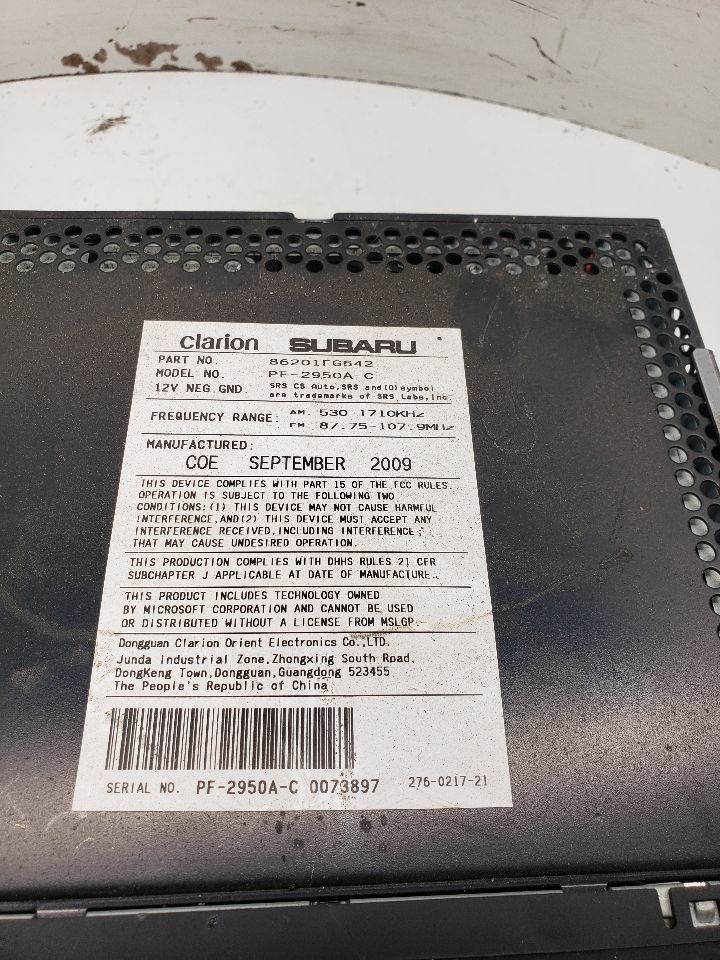 clarion SUBARU
PART NO. 86201FG642
MODEL NO. PF-2950A C
12V NEG.GND. SRS CS Auto,SRS and (O) symbol
are trademarks of SRS Labs,Inc.
FREQUENCY RANGE: AM. 530 1710KHz
FM 87.75-107.9MHz
MANUFACTURED:
COE SEPTEMBER 2009
THIS DEVICE COMPLIES WITH PART 15 OF THE FCC RULES.
OPERATION IS SUBJECT TO THE FOLLOWING TWO
CONDITIONS:(1) THIS DEVICE MAY NOT CAUSE HARMFUL
INTERFERENCE,AND(2) THIS DEVICE MUST ACCEPT ANY
INTERFERENCE RECEIVED,INCLUDING INTERFERENCE
THAT MAY CAUSE UNDESIRED OPERATION.
THIS PRODUCTION COMPLIES WITH DHHS RULES 21 CFR
SUBCHAPTER J APPLICABLE AT DATE OF MANUFACTURE.
THIS PRODUCT INCLUDES TECHNOLOGY OWNED
BY MICROSOFT CORPORATION AND CANNOT BE USED
OR DISTRIBUTED WITHOUT A LICENSE FROM MSLGP.
Dongguan Clarion Orient Electronics Co.,LTD.
Junda Industrial Zone,Zhongxing South Road,
DongKeng Town,Dongguan,Guangdong 523455
The People's Republic of China
SERIAL NO. PF-2950A-C 0073897 276-0217-21